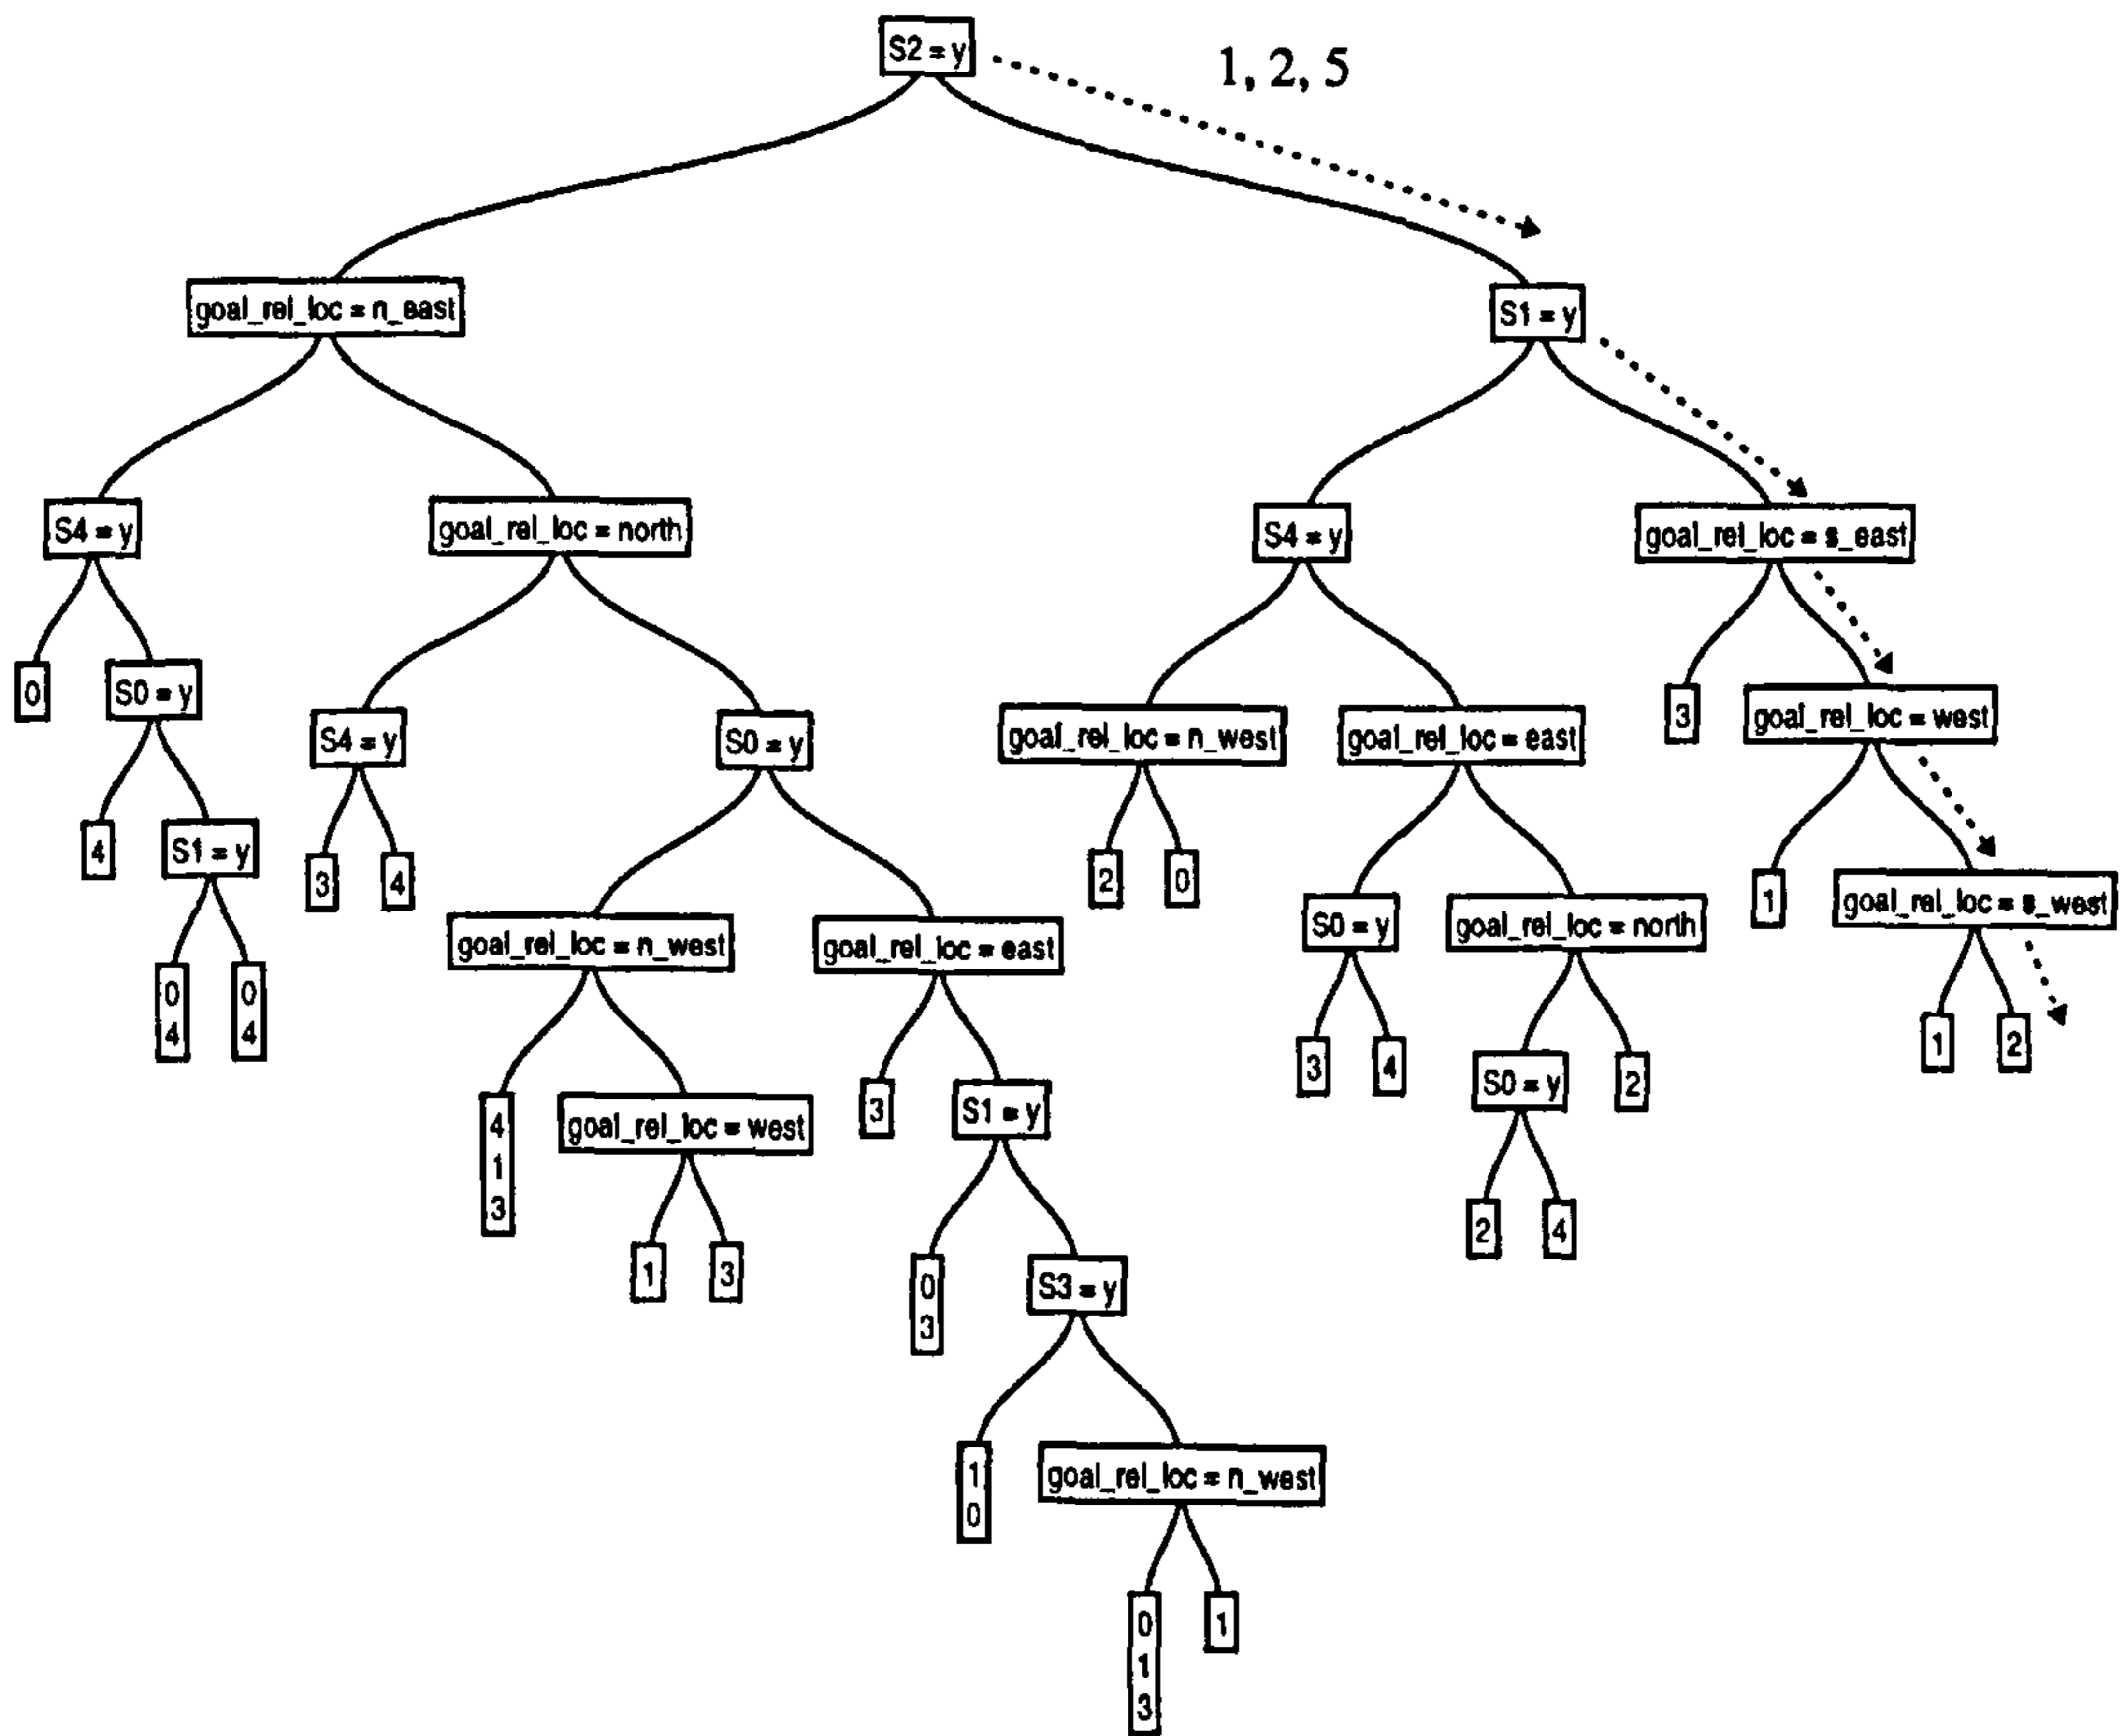 S2 = y
1, 2, 5
goal_rel_loc = n_east
S1 = y
S4 = y
goal_rel_loc = north
S4 = y
goal_rel_loc = s_east
0
S0 = y
S4 = y
S0 = y
goal_rel_loc = n_west
goal_rel_loc = east
3
goal_rel_loc = west
4
S1 = y
3
4
2
0
1
goal_rel_loc = s_west
goal_rel_loc = n_west
goal_rel_loc = east
S0 = y
goal_rel_loc = north
0
4
0
4
3
4
S0 = y
2
1
2
4
1
3
goal_rel_loc = west
3
S1 = y
2
4
1
3
0
3
S3 = y
1
0
goal_rel_loc = n_west
0
1
3
1